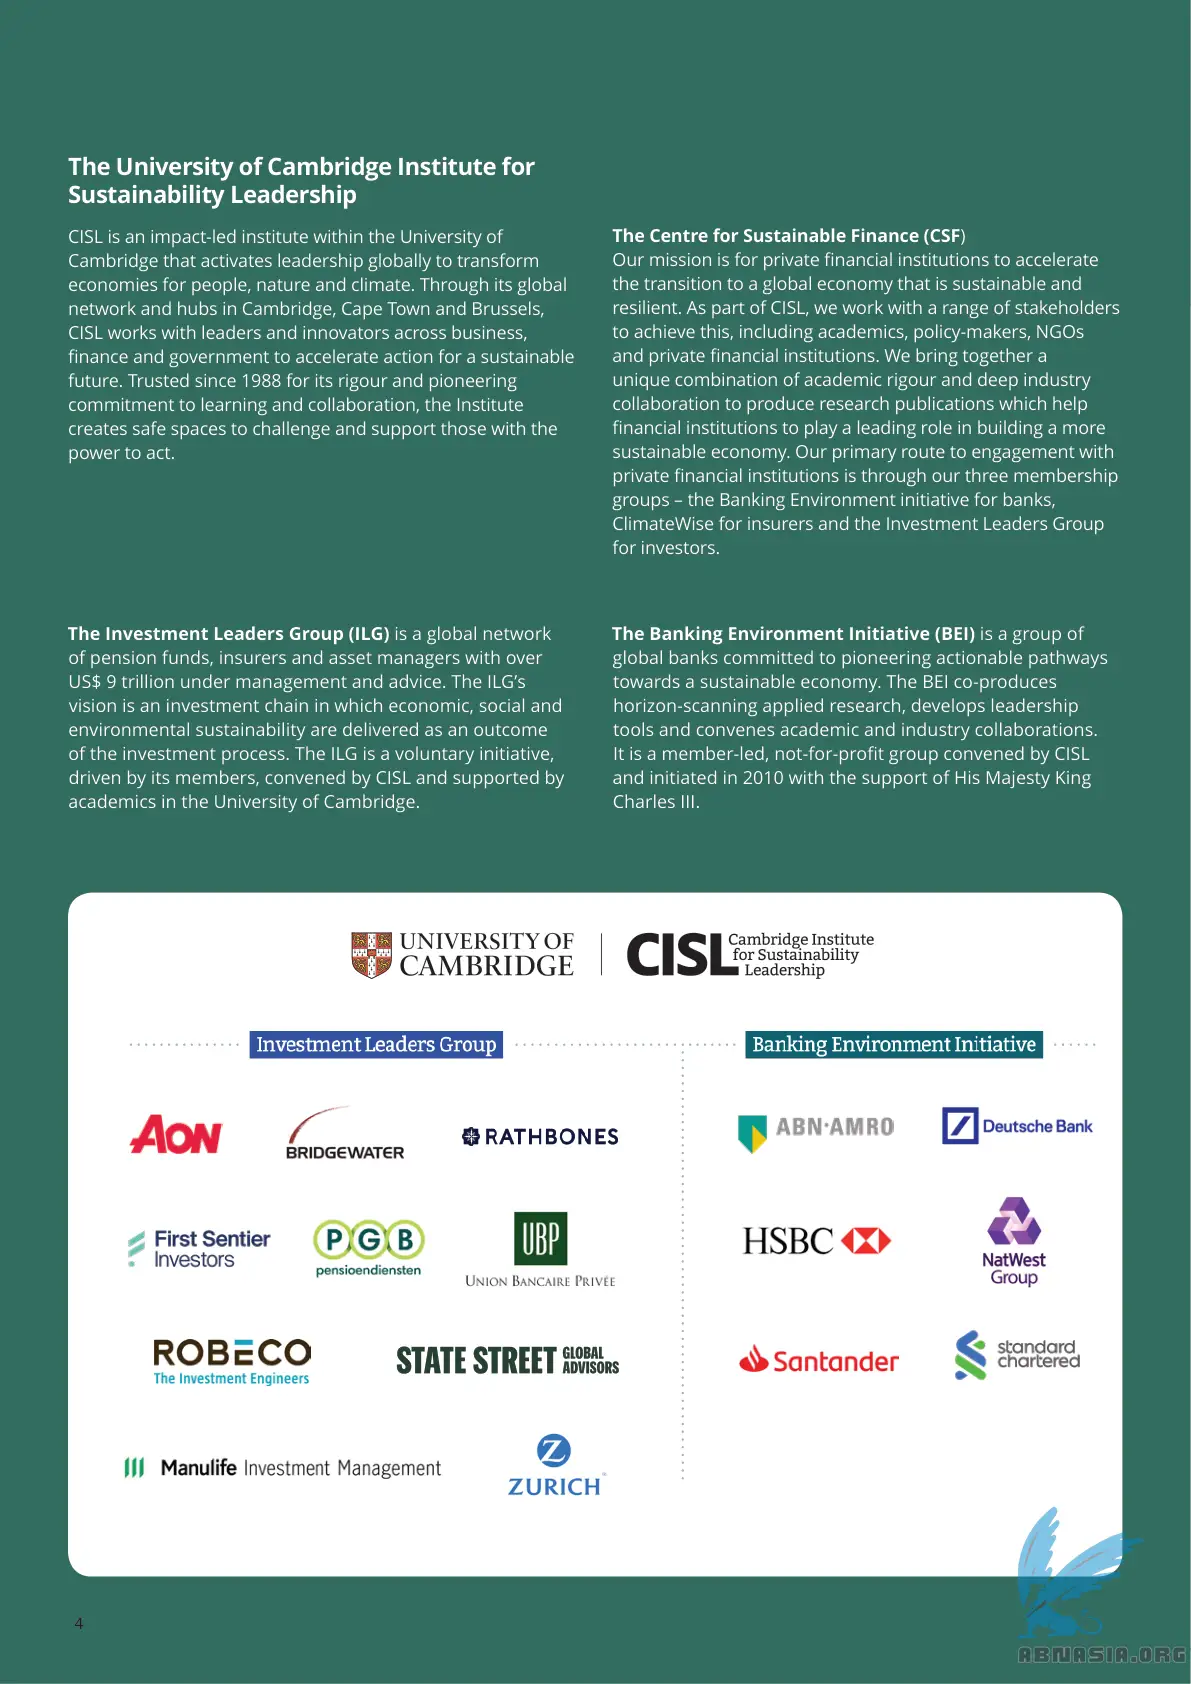 The University of Cambridge Institute for
Sustainability Leadership
CISL is an impact-led institute within the University of
Cambridge that activates leadership globally to transform
economies for people, nature and climate. Through its global
network and hubs in Cambridge, Cape Town and Brussels,
CISL works with leaders and innovators across business,
finance and government to accelerate action for a sustainable
future. Trusted since 1988 for its rigour and pioneering
commitment to learning and collaboration, the Institute
creates safe spaces to challenge and support those with the
power to act.
The Centre for Sustainable Finance (CSF)
Our mission is for private financial institutions to accelerate
the transition to a global economy that is sustainable and
resilient. As part of CISL, we work with a range of stakeholders
to achieve this, including academics, policy-makers, NGOs
and private financial institutions. We bring together a
unique combination of academic rigour and deep industry
collaboration to produce research publications which help
financial institutions to play a leading role in building a more
sustainable economy. Our primary route to engagement with
private financial institutions is through our three membership
groups – the Banking Environment initiative for banks,
ClimateWise for insurers and the Investment Leaders Group
for investors.
The Investment Leaders Group (ILG) is a global network
of pension funds, insurers and asset managers with over
US$ 9 trillion under management and advice. The ILG's
vision is an investment chain in which economic, social and
environmental sustainability are delivered as an outcome
of the investment process. The ILG is a voluntary initiative,
driven by its members, convened by CISL and supported by
academics in the University of Cambridge.
The Banking Environment Initiative (BEI) is a group of
global banks committed to pioneering actionable pathways
towards a sustainable economy. The BEI co-produces
horizon-scanning applied research, develops leadership
tools and convenes academic and industry collaborations.
It is a member-led, not-for-profit group convened by CISL
and initiated in 2010 with the support of His Majesty King
Charles III.
UNIVERSITY OF
CAMBRIDGE
CISL Cambridge Institute
for Sustainability
Leadership
Investment Leaders Group
AON
BRIDGEWATER
RATHBONES
First Sentier
Investors
PGB
pensioendiensten
UBP
UNION BANCAIRE PRIVÉE
ROBECO
The Investment Engineers
STATE STREET GLOBAL
ADVISORS
Manulife Investment Management
Z
ZURICH®
Banking Environment Initiative
ABN·AMRO
Deutsche Bank
HSBC
NatWest
Group
Santander
standard
chartered
4
ABNASIA.ORG